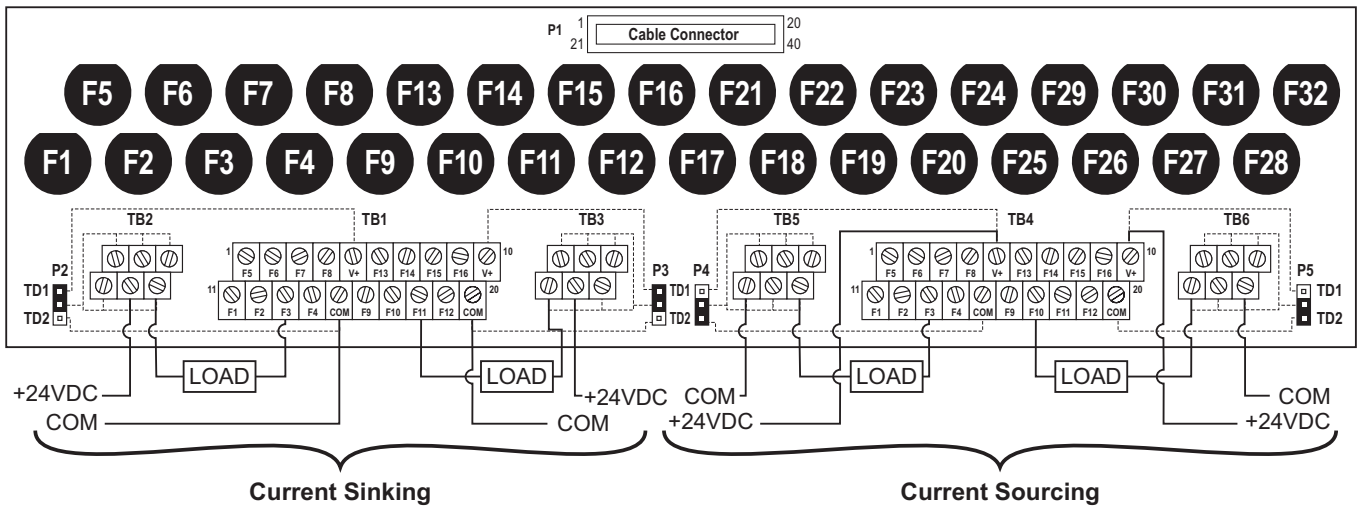 P1 1 20
Cable Connector
21 40
F5 F6 F7 F8 F13 F14 F15 F16 F21 F22 F23 F24 F29 F30 F31 F32
F1 F2 F3 F4 F9 F10 F11 F12 F17 F18 F19 F20 F25 F26 F27 F28
TB2 TB1 TB3 TB5 TB4 TB6
1 F5 F6 F7 F8 V+ F13 F14 F15 F16 V+ 10
1 F5 F6 F7 F8 V+ F13 F14 F15 F16 V+ 10
P2 P3 P4 P5
TD1 TD1 TD1 TD1
11 F1 F2 F3 F4 COM F9 F10 F11 F12 COM 20
11 F1 F2 F3 F4 COM F9 F10 F11 F12 COM 20
TD2 TD2 TD2 TD2
LOAD LOAD LOAD LOAD
+24VDC +24VDC COM COM
COM COM +24VDC +24VDC
Current Sinking Current Sourcing